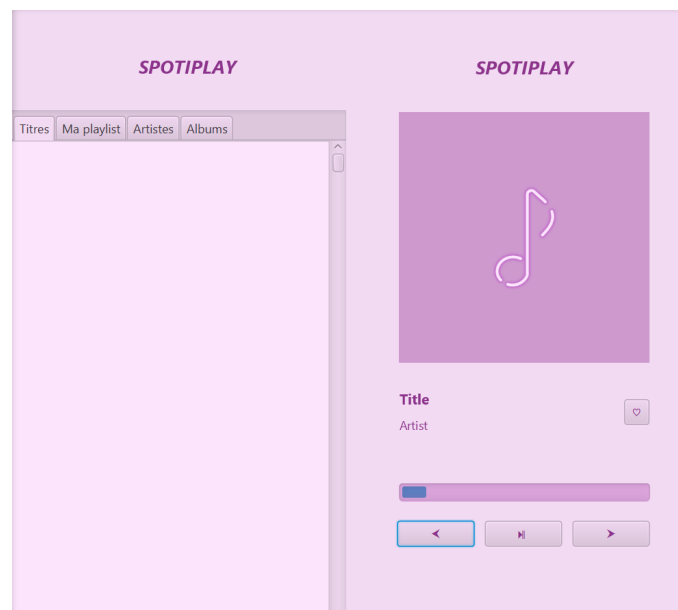 SPOTIPLAY
Titres
Ma playlist
Artistes
Albums
SPOTIPLAY
Title
Artist